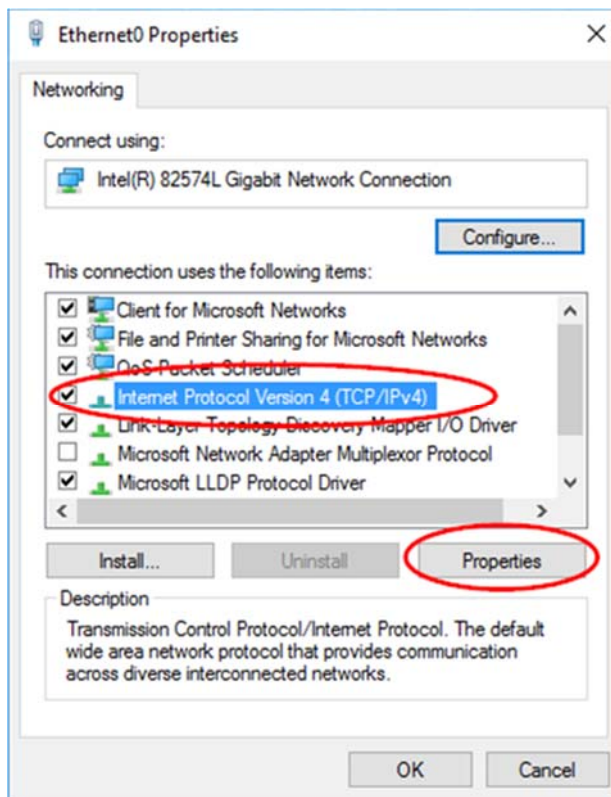 Ethernet0 Properties
Networking
Connect using:
Intel(R) 82574L Gigabit Network Connection
Configure...
This connection uses the following items:
Client for Microsoft Networks
File and Printer Sharing for Microsoft Networks
QoS Packet Scheduler
Internet Protocol Version 4 (TCP/IPv4)
Link-Layer Topology Discovery Mapper I/O Driver
Microsoft Network Adapter Multiplexor Protocol
Microsoft LLDP Protocol Driver
Install...
Uninstall
Properties
Description
Transmission Control Protocol/Internet Protocol. The default
wide area network protocol that provides communication
across diverse interconnected networks.
OK
Cancel